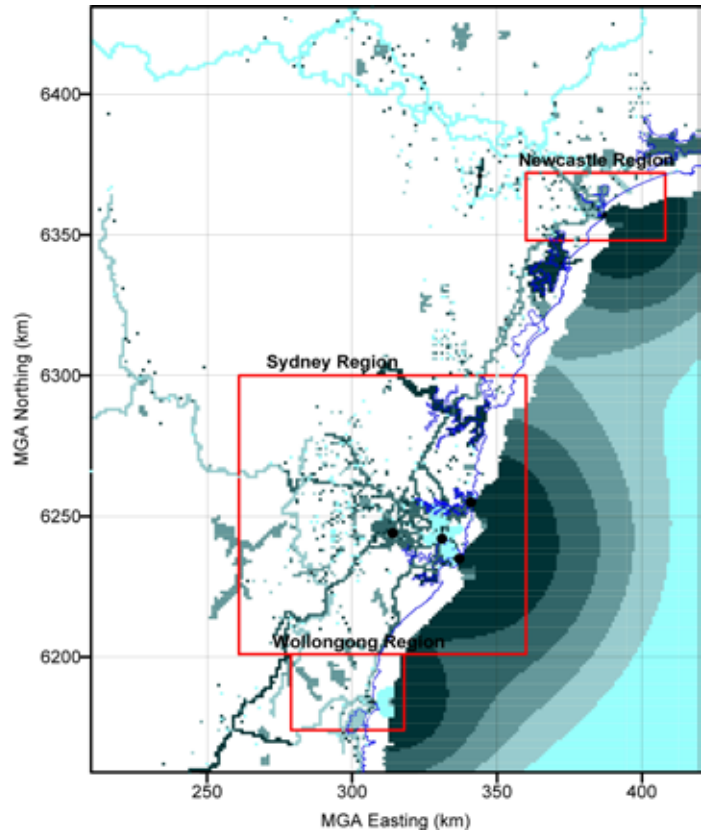 6400
Newcastle Region
6350
Sydney Region
6300
MGA Northing (km)
6250
6200
Wollongong Region
250
300
350
400
MGA Easting (km)